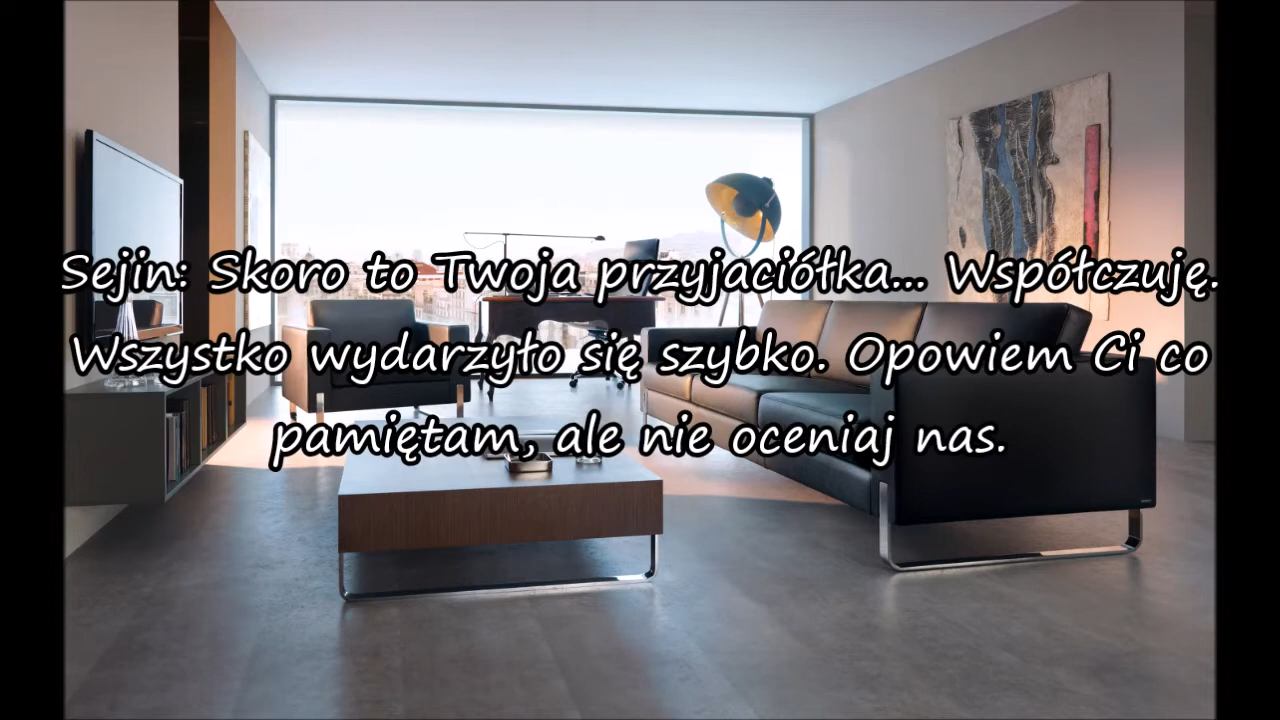 Sejin: Skoro to Twoja przyjaciółka... Współczuję.
Wszystko wydarzyło się szybko. Opowiem Ci co
pamiętam, ale nie oceniaj nas.